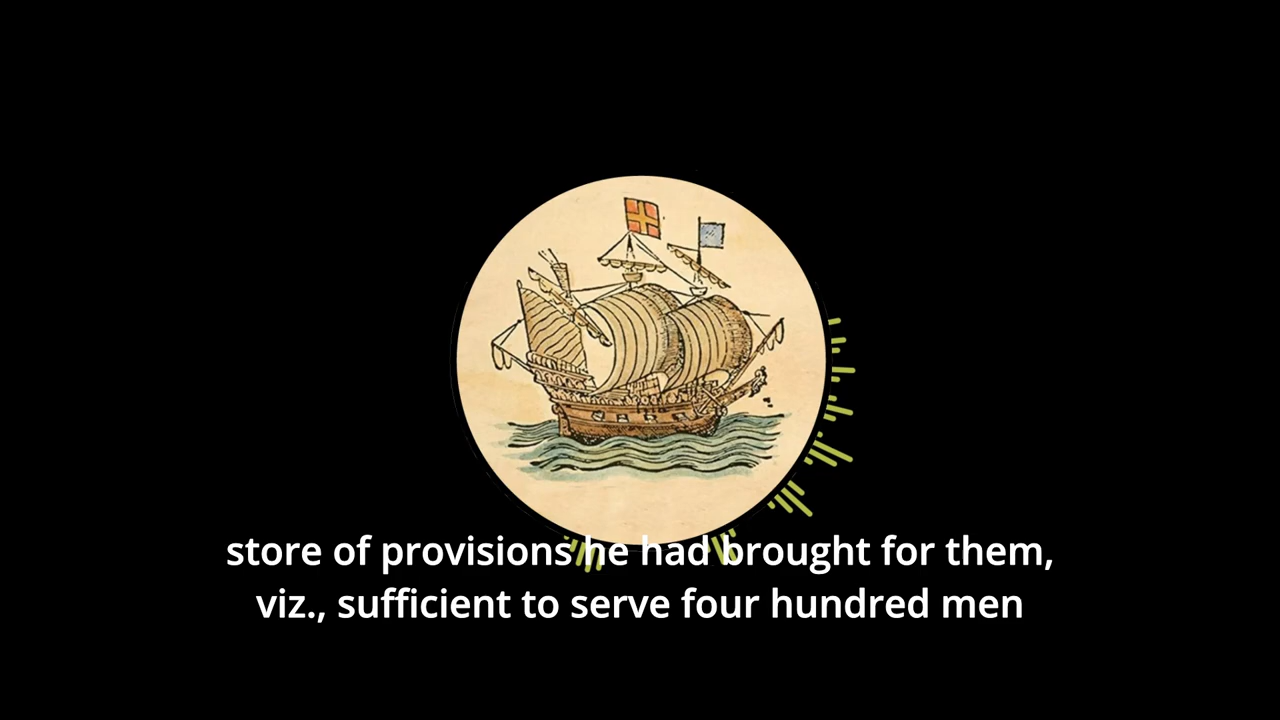 store of provisions he had brought for them,
viz., sufficient to serve four hundred men